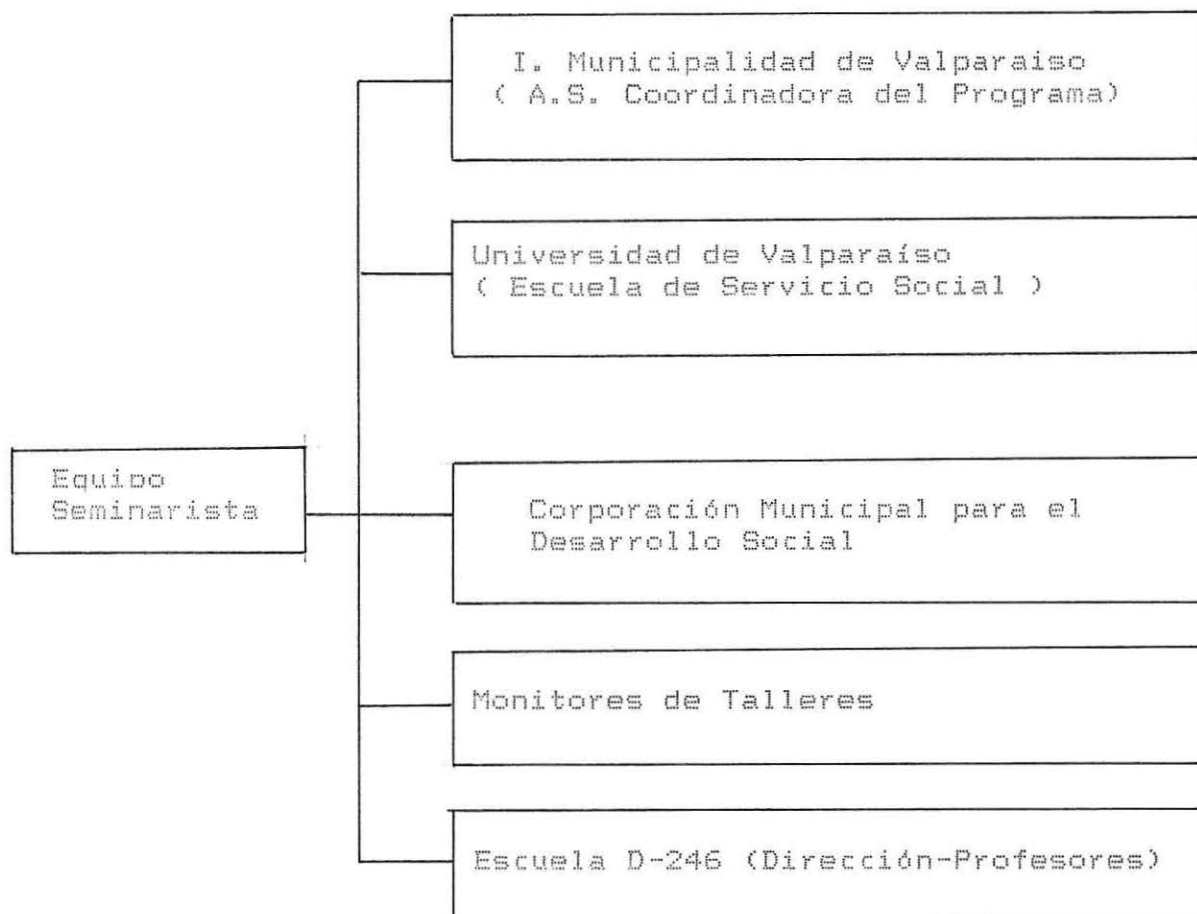 I. Municipalidad de Valparaiso
( A.S. Coordinadora del Programa)
Universidad de Valparaíso
( Escuela de Servicio Social )
Equipo
Seminarista
Corporación Municipal para el
Desarrollo Social
Monitores de Talleres
Escuela D-246 (Dirección-Profesores)